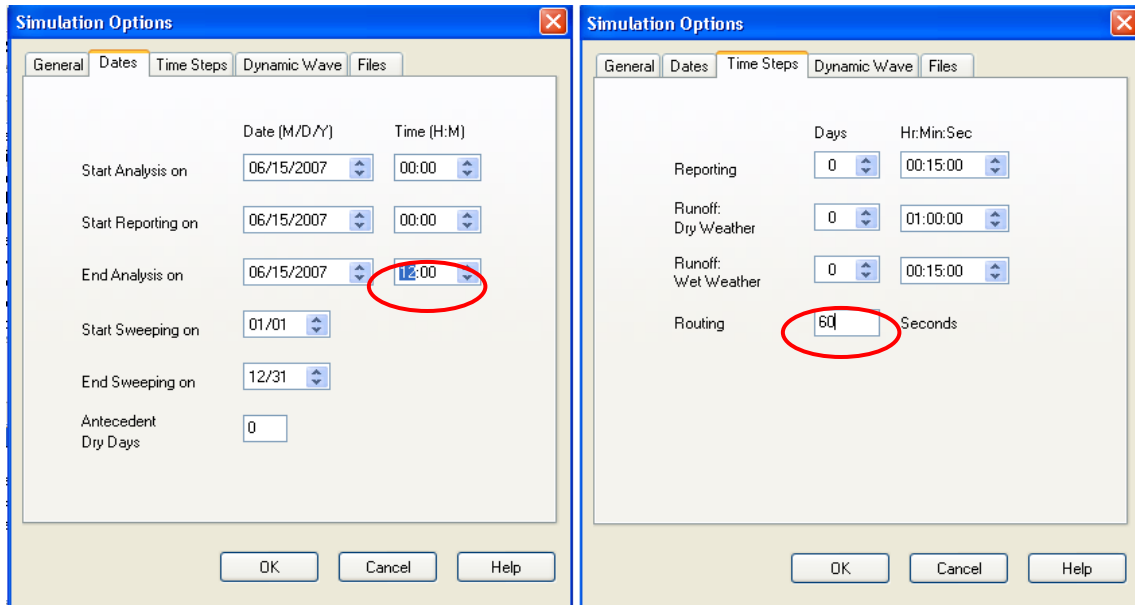 Simulation Options
General Dates Time Steps Dynamic Wave Files
Date (M/D/Y) Time (H:M)
Start Analysis on 06/15/2007 00:00
Start Reporting on 06/15/2007 00:00
End Analysis on 06/15/2007 12:00
Start Sweeping on 01/01
End Sweeping on 12/31
Antecedent
Dry Days 0
OK Cancel Help
Simulation Options
General Dates Time Steps Dynamic Wave Files
Days Hr:Min:Sec
Reporting 0 00:15:00
Runoff:
Dry Weather 0 01:00:00
Runoff:
Wet Weather 0 00:15:00
Routing 60 Seconds
OK Cancel Help